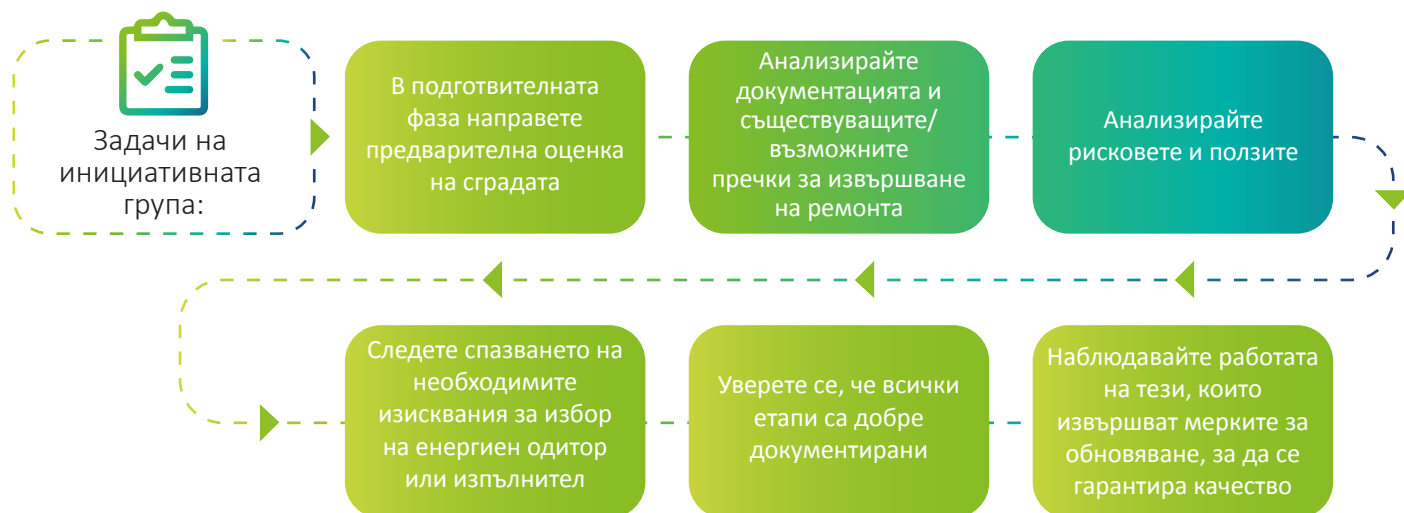 Задачи на
инициативната
група:
В подготвителната
фаза направете
предварителна оценка
на сградата
Анализирайте
документацията и
съществуващите/
възможните
пречки за извършване
на ремонта
Анализирайте
рисковете и ползите
Следете спазването на
необходимите
изисквания за избор
на енергиен одитор
или изпълнител
Уверете се, че всички
етапи са добре
документирани
Наблюдавайте работата
на тези, които
извършват мерките за
обновяване, за да се
гарантира качество